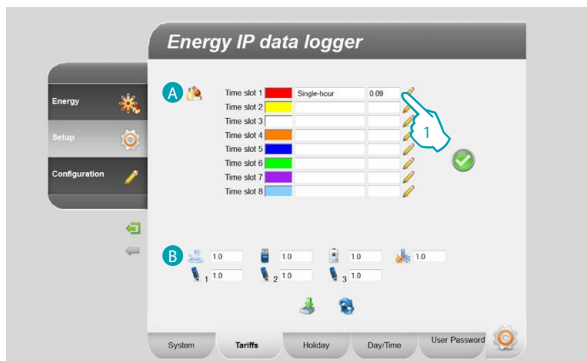 Energy IP data logger
A
Time slot 1 Single-hour 0.09
Time slot 2
Time slot 3
Time slot 4
Time slot 5
Time slot 6
Time slot 7
Time slot 8
1
Energy
Setup
Configuration
B 1.0 1.0 1.0 1.0
1 1.0 2 1.0 3 1.0
System Tariffs Holiday Day/Time User Password